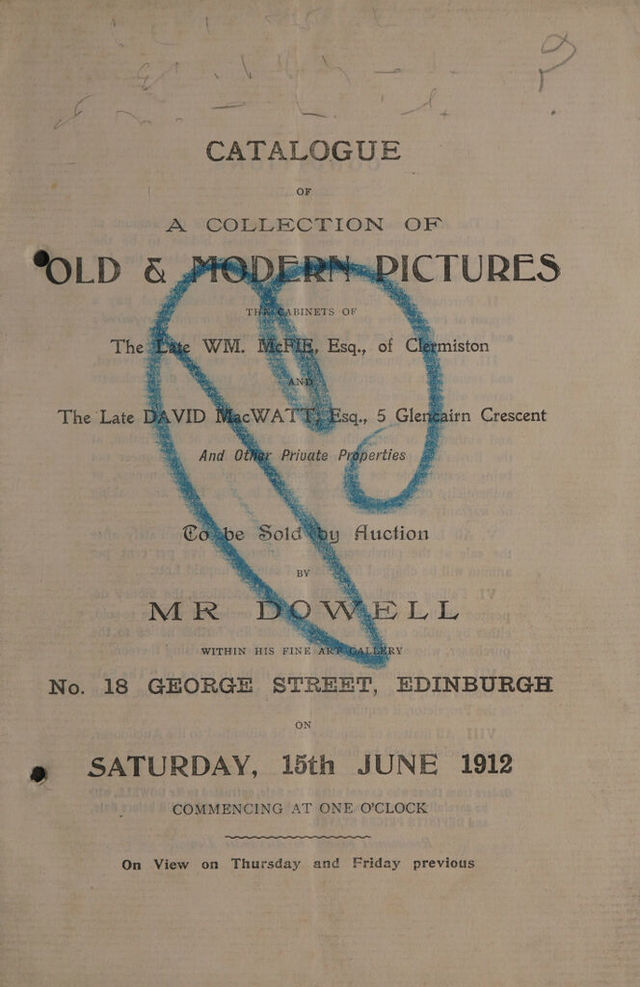 CATALOGUE
OF
A COLLECTION OF
OLD & MODERN PICTURES
THE CABINETS OF
The Late WM. McFIE, Esq., of Clermiston
AND
The Late DAVID MacWATT, Esq., 5 Glencairn Crescent
And Other Private Properties
To be Sold by Auction
BY
MR DOWELL
WITHIN HIS FINE ART GALLERY
No. 18 GEORGE STREET, EDINBURGH
ON
SATURDAY, 15th JUNE 1912
COMMENCING AT ONE O'CLOCK
On View on Thursday and Friday previous